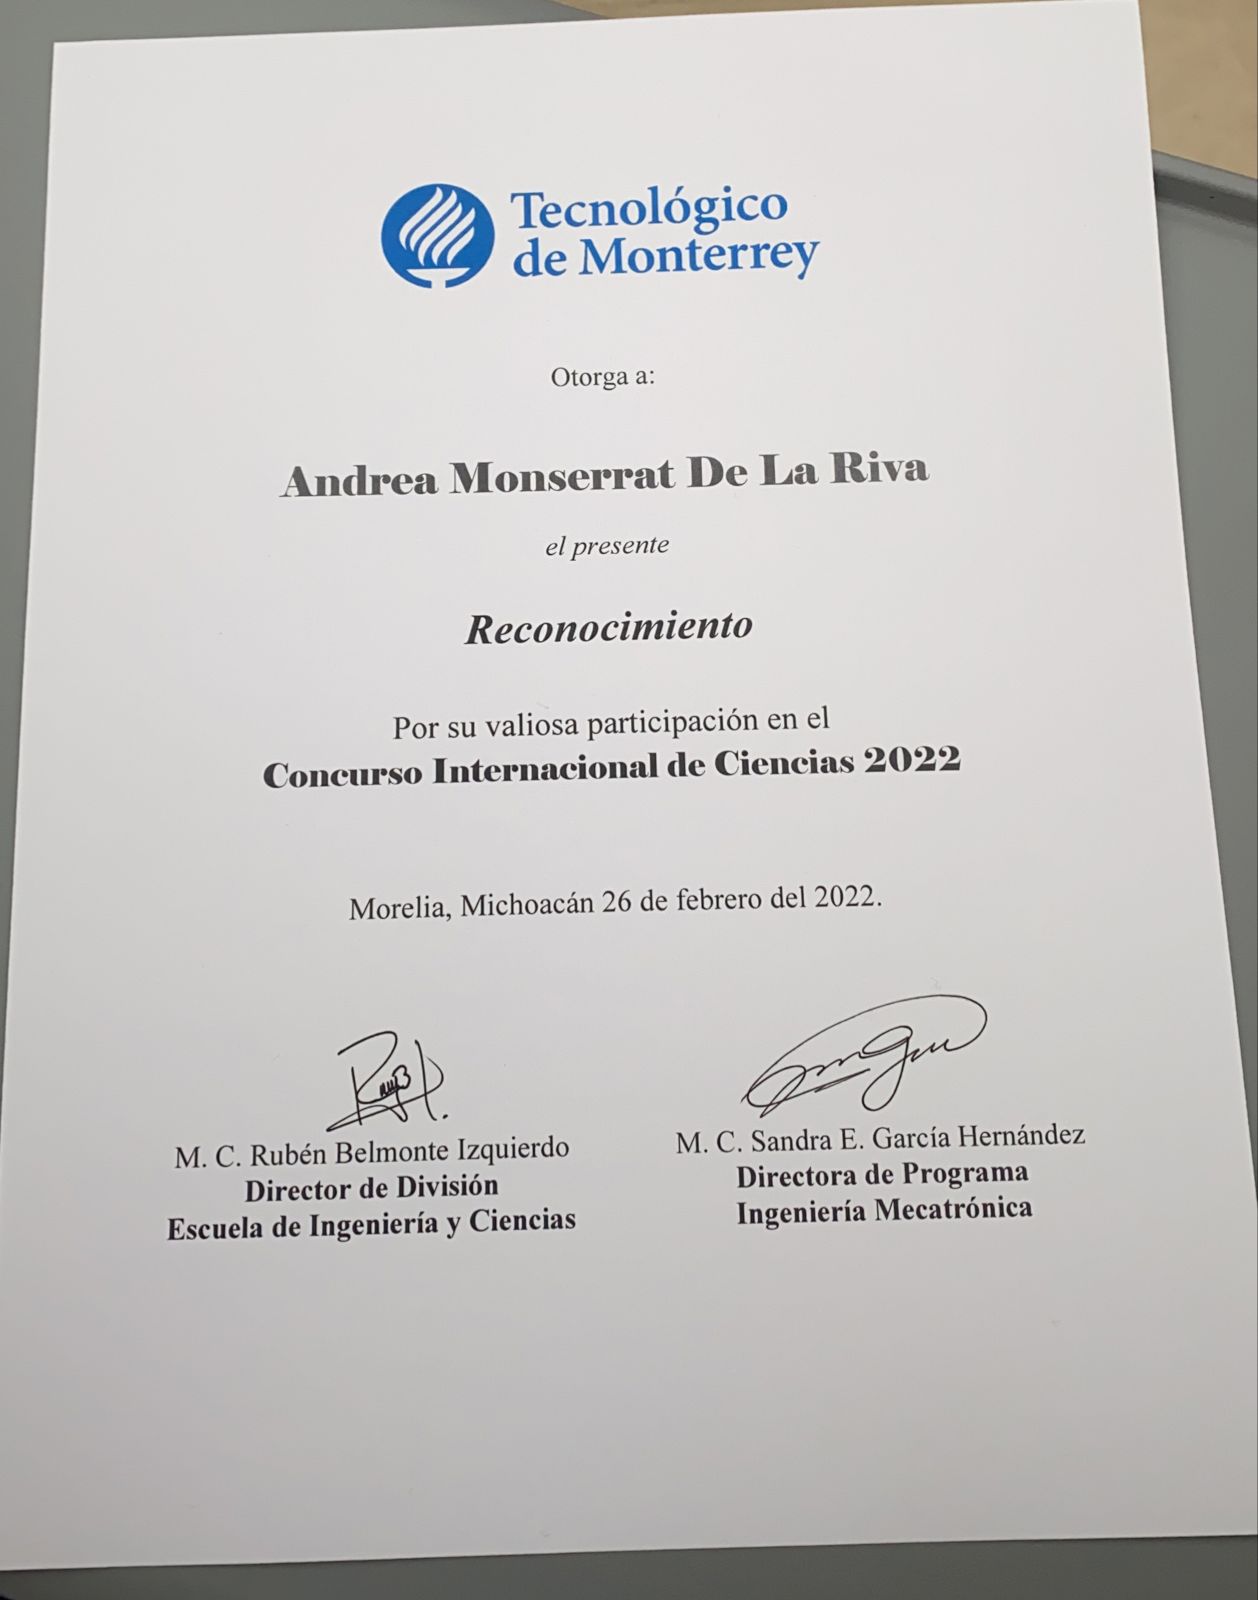 Tecnológico
de Monterrey
Otorga a:
Andrea Monserrat De La Riva
el presente
Reconocimiento
Por su valiosa participación en el
Concurso Internacional de Ciencias 2022
Morelia, Michoacán 26 de febrero del 2022.
M. C. Rubén Belmonte Izquierdo
Director de División
Escuela de Ingeniería y Ciencias
M. C. Sandra E. García Hernández
Directora de Programa
Ingeniería Mecatrónica